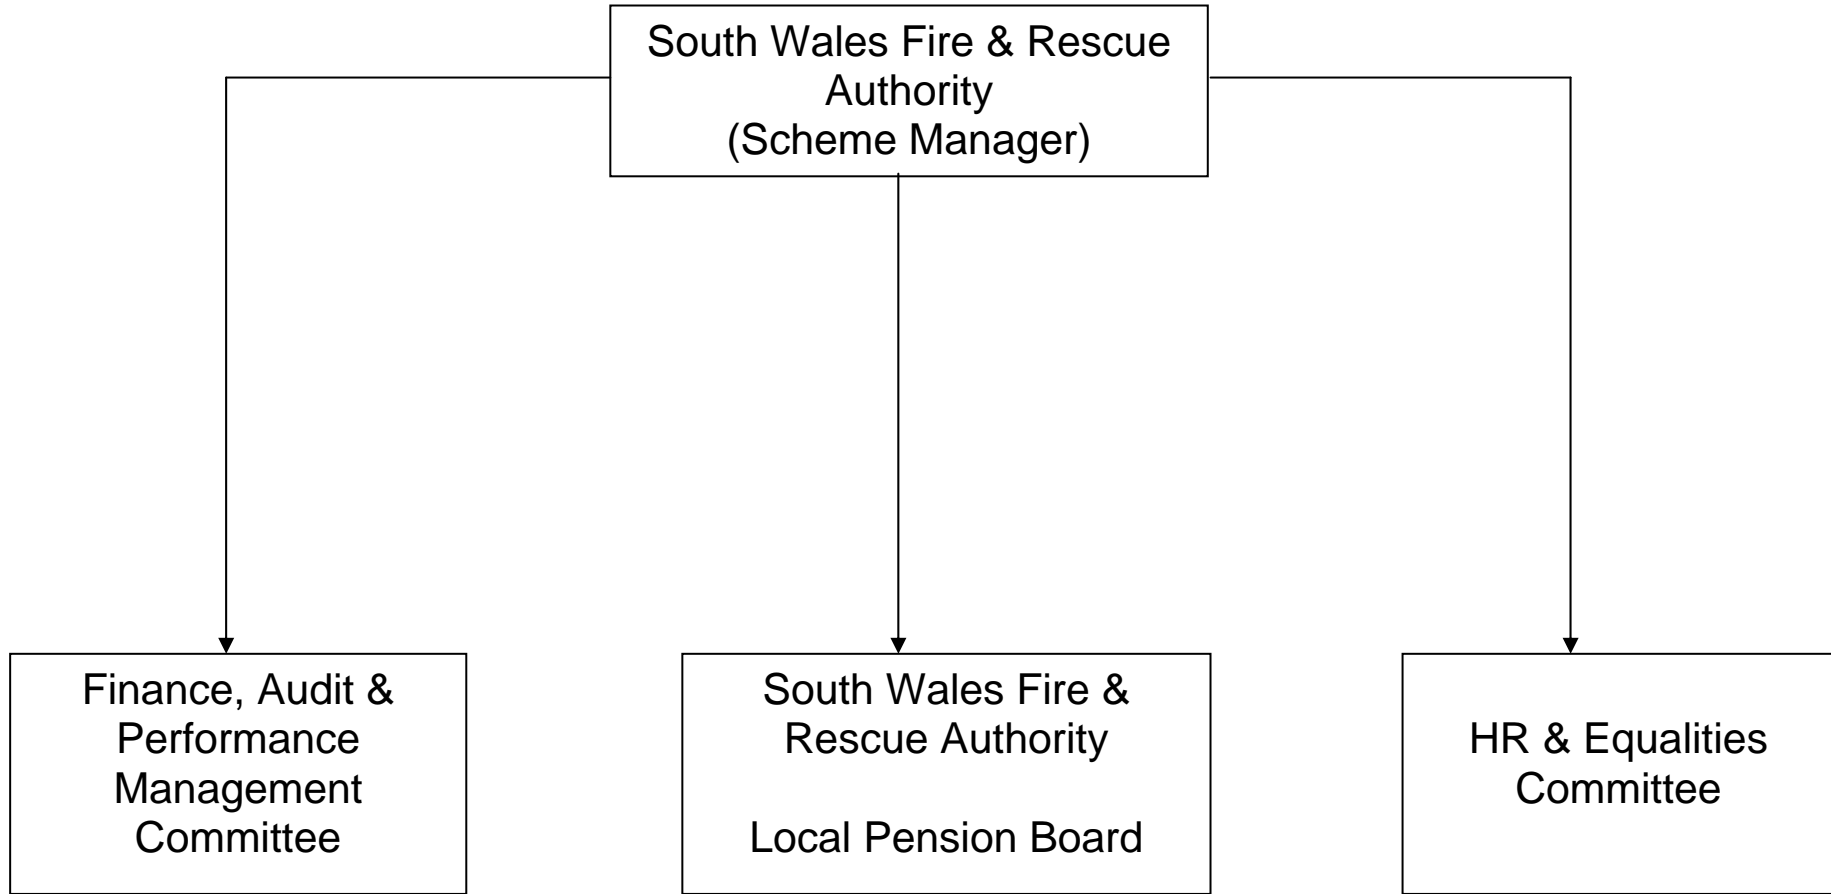 South Wales Fire & Rescue
Authority
(Scheme Manager)
Finance, Audit &
Performance
Management
Committee
South Wales Fire &
Rescue Authority
Local Pension Board
HR & Equalities
Committee